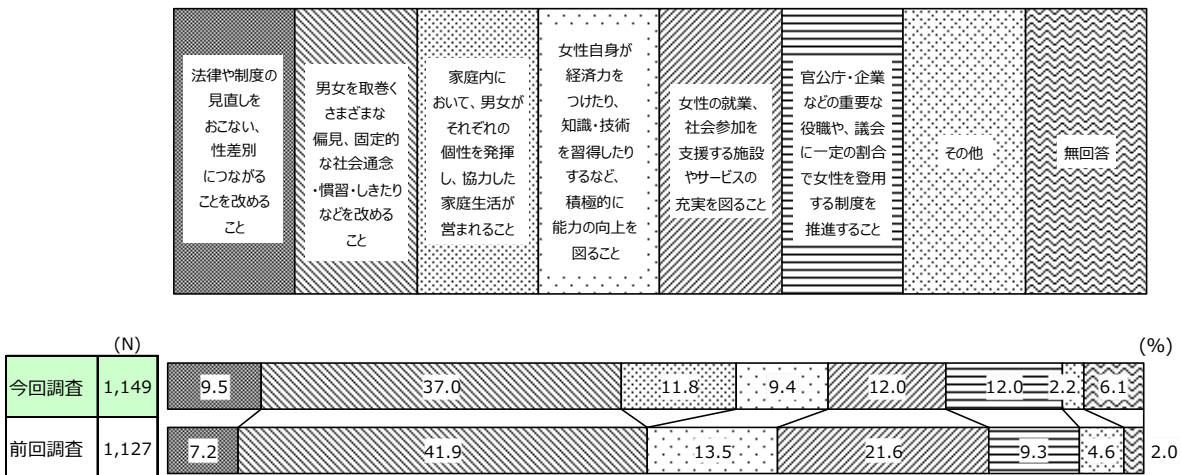 法律や制度の
見直しを
おこない、
性差別
につながる
ことを改める
こと
男女を取巻く
さまざまな
偏見、固定的
な社会通念
・慣習・しきたり
などを改める
こと
家庭内に
おいて、男女が
それぞれの
個性を発揮
し、協力した
家庭生活が
営まれること
女性自身が
経済力を
つけたり、
知識・技術
を習得したり
するなど、
積極的に
能力の向上を
図ること
女性の就業、
社会参加を
支援する施設
やサービスの
充実を図ること
官公庁・企業
などの重要な
役職や、議会
に一定の割合
で女性を登用
する制度を
推進すること
その他
無回答
(N) (%)
今回調査 1,149 9.5 37.0 11.8 9.4 12.0 12.0 2.2 6.1
前回調査 1,127 7.2 41.9 13.5 21.6 9.3 4.6 2.0